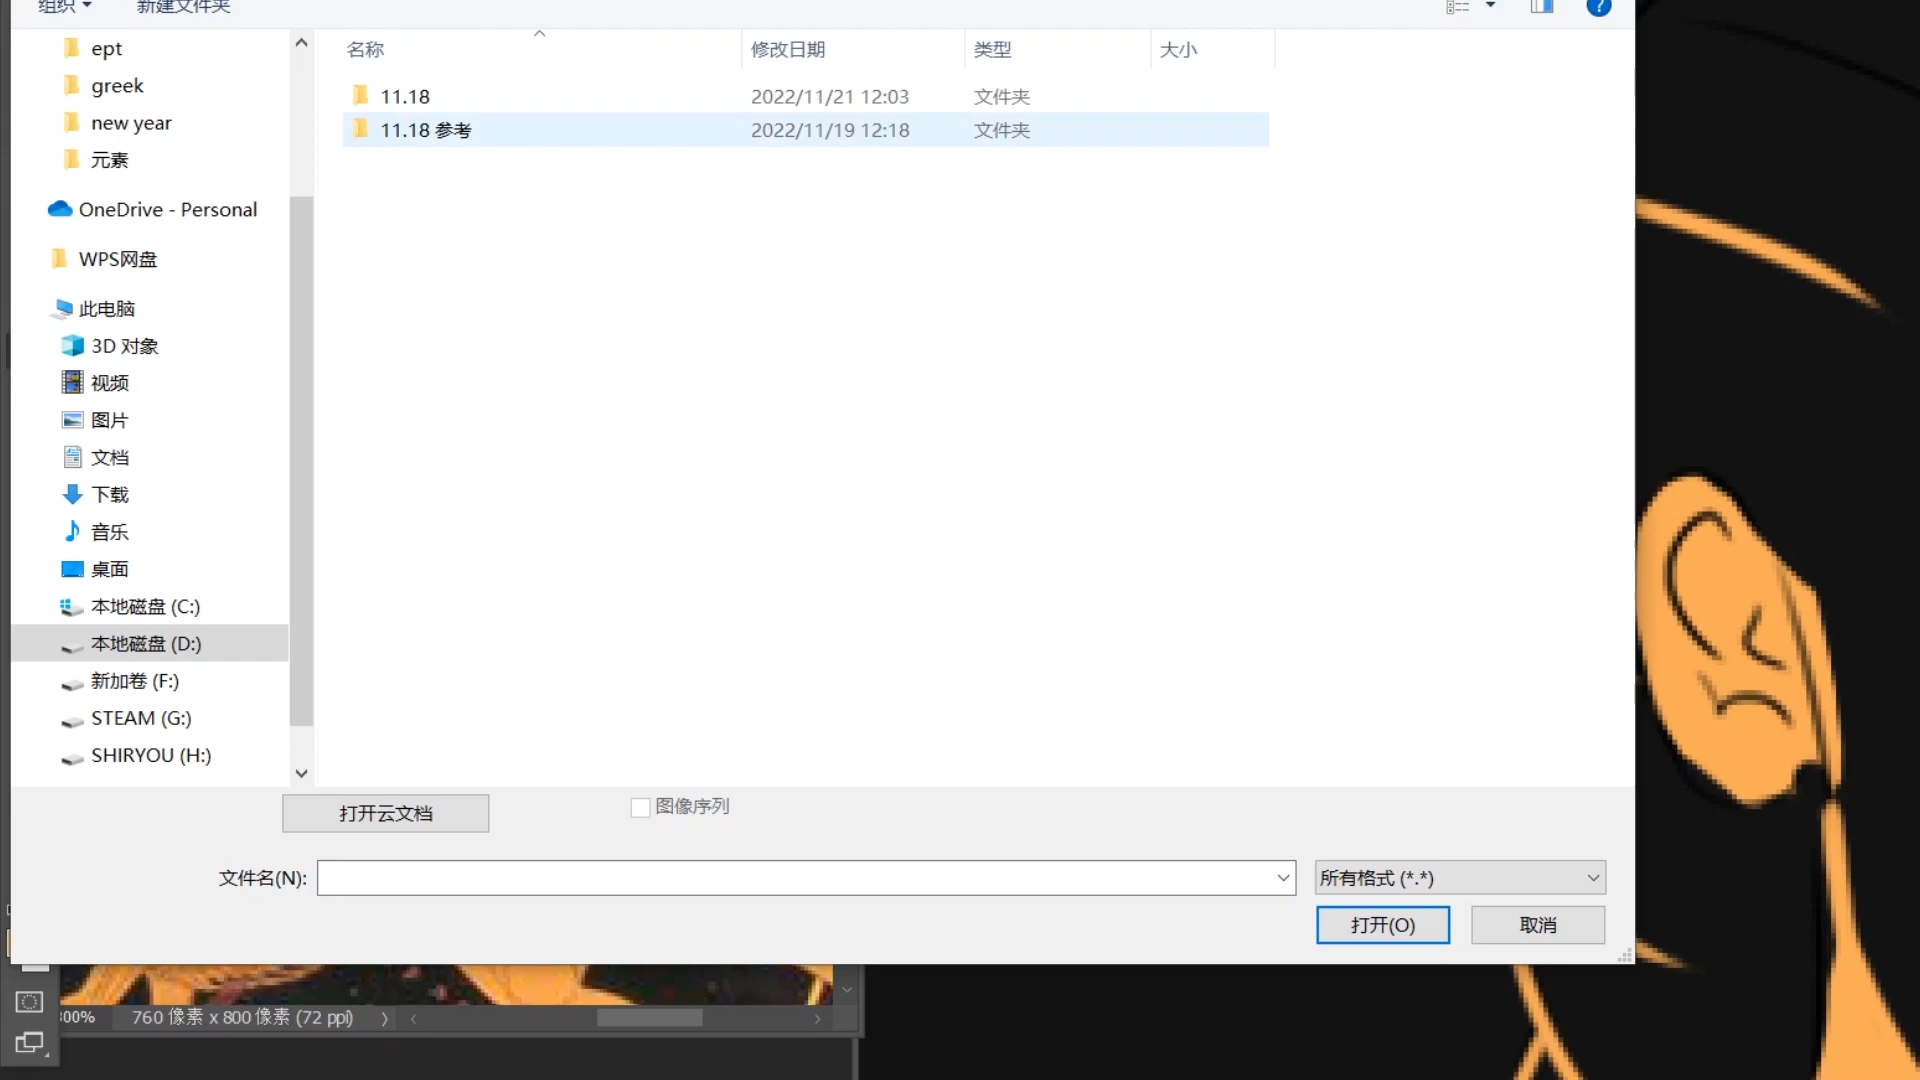 组织 新建文件夹
名称 修改日期 类型 大小
11.18 2022/11/21 12:03 文件夹
11.18 参考 2022/11/19 12:18 文件夹
ept
greek
new year
元素
OneDrive - Personal
WPS网盘
此电脑
3D 对象
视频
图片
文档
下载
音乐
桌面
本地磁盘 (C:)
本地磁盘 (D:)
新加卷 (F:)
STEAM (G:)
SHIRYOU (H:)
打开云文档 图像序列
文件名(N): 所有格式 (*.*)
打开(O) 取消
760 像素 x 800 像素 (72 ppi)